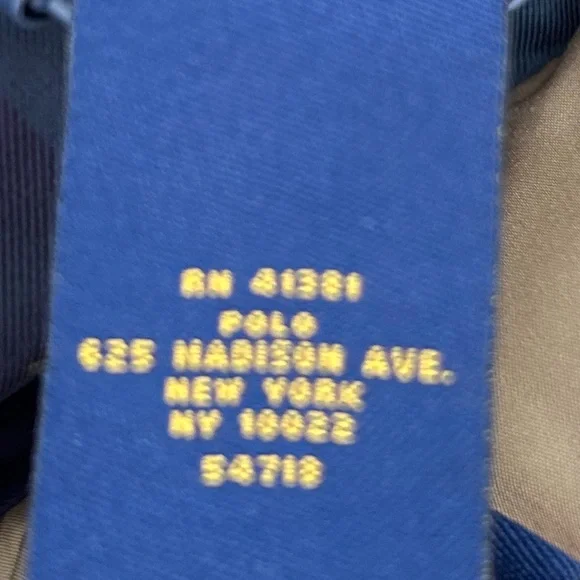 RN 41381
POLO
625 MADISON AVE.
NEW YORK
NY 10022
54718